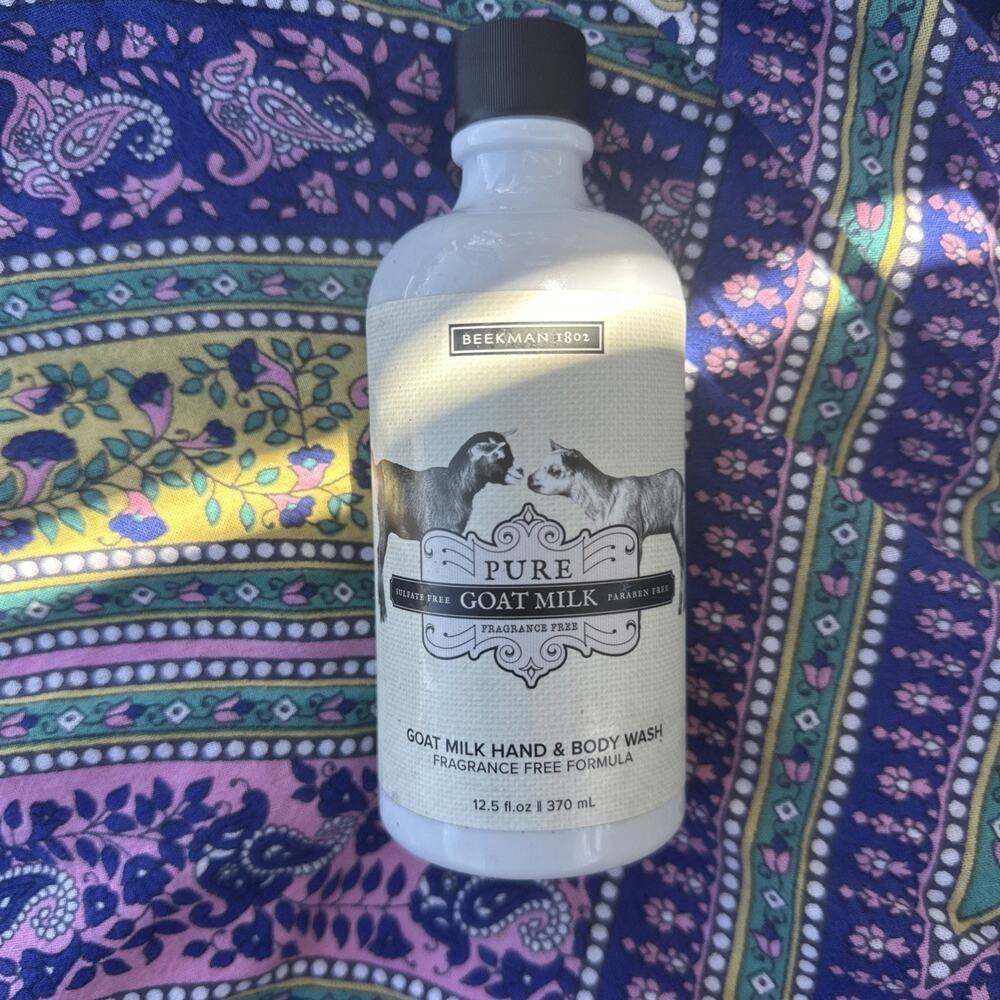 BEEKMAN 1802
PURE
SULFATE FREE GOAT MILK PARABEN FREE
FRAGRANCE FREE
GOAT MILK HAND & BODY WASH
FRAGRANCE FREE FORMULA
12.5 fl.oz || 370 mL